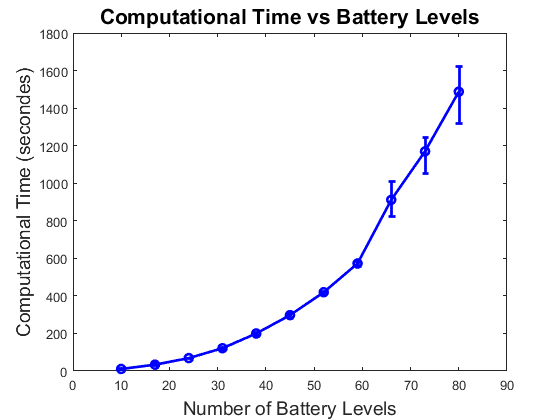 Computational Time vs Battery Levels
1800
1600
1400
1200
1000
800
600
400
200
0
Computational Time (secondes)
0 10 20 30 40 50 60 70 80 90
Number of Battery Levels